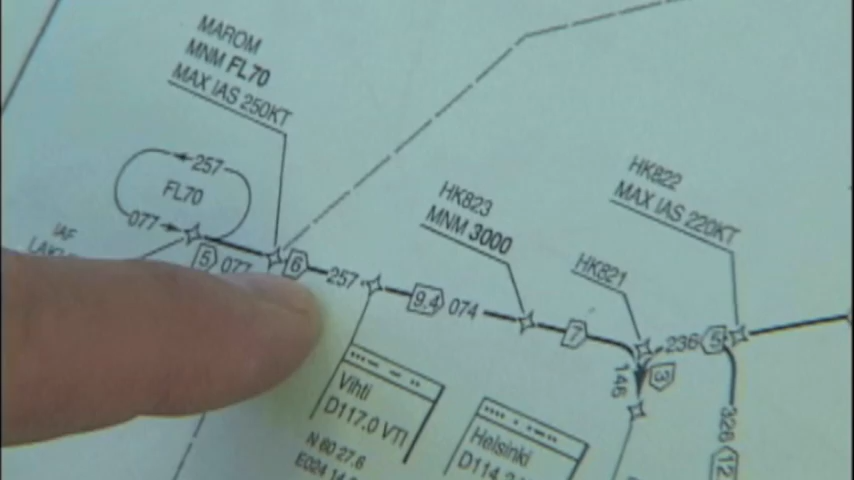 MAROM
MNM FL70
MAX IAS 250KT
257
FL70
077
IAF
5
077
6
257
HK823
MNM 3000
9.4
074
7
HK821
HK822
MAX IAS 220KT
236
5
146
3
326
12
Vihti
D117.0 VTI
N 60 27.6
Helsinki